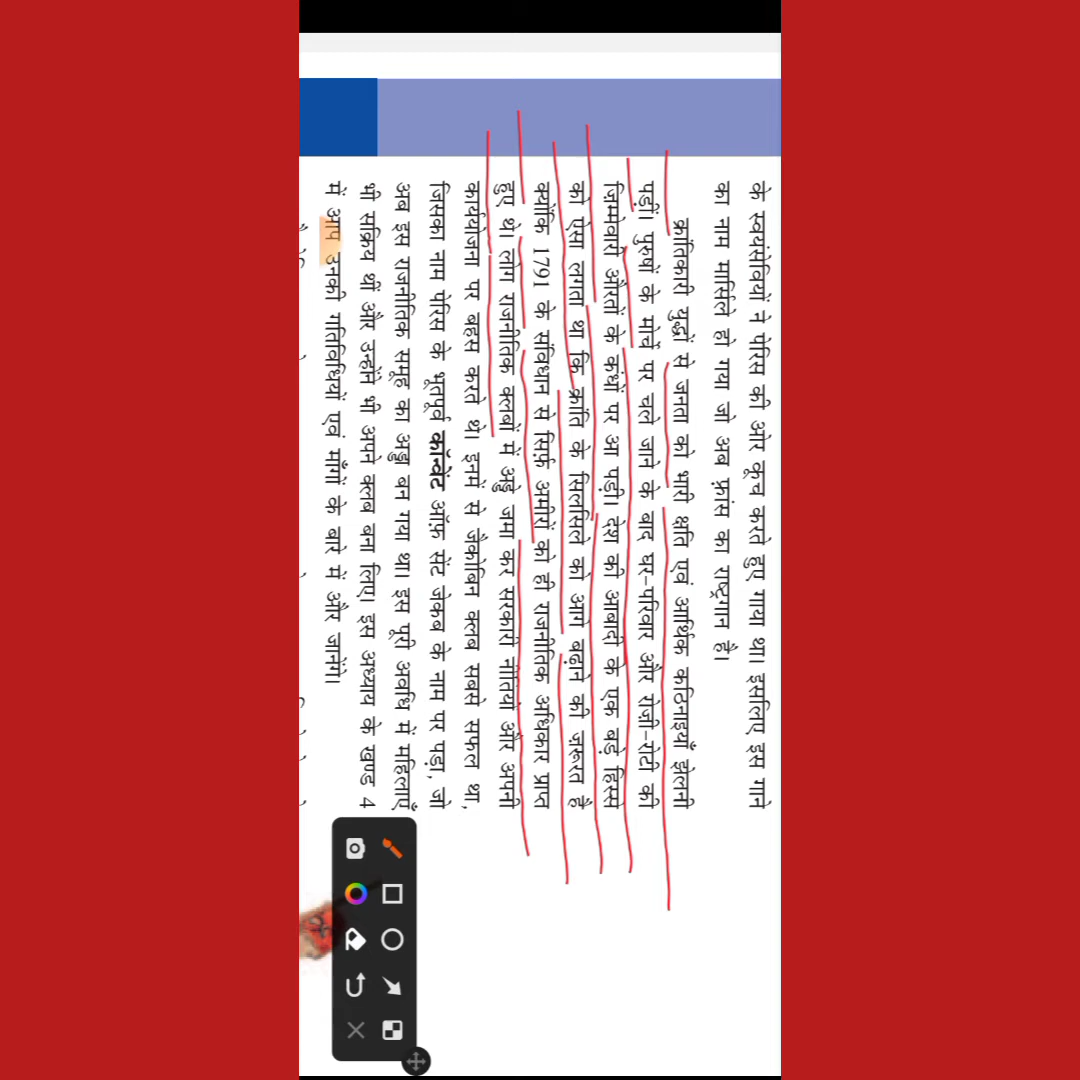 के स्वयंसेवियों ने पेरिस की ओर कूच करते हुए गाया था। इसलिए इस गाने
का नाम मार्सिले हो गया जो अब फ़्रांस का राष्ट्रगान है।
क्रांतिकारी युद्धों से जनता को भारी क्षति एवं आर्थिक कठिनाइयाँ झेलनी
पड़ीं। पुरुषों के मोर्चे पर चले जाने के बाद घर-परिवार और रोज़ी-रोटी की
ज़िम्मेवारी औरतों के कंधों पर आ पड़ी। देश की आबादी के एक बड़े हिस्से
को ऐसा लगता था कि क्रांति के सिलसिले को आगे बढ़ाने की ज़रूरत है
क्योंकि 1791 के संविधान से सिर्फ़ अमीरों को ही राजनीतिक अधिकार प्राप्त
हुए थे। लोग राजनीतिक क्लबों में अड्डे जमा कर सरकारी नीतियों और अपनी
कार्ययोजना पर बहस करते थे। इनमें से जैकोबिन क्लब सबसे सफल था,
जिसका नाम पेरिस के भूतपूर्व कॉन्वेंट ऑफ़ सेंट जेकब के नाम पर पड़ा, जो
अब इस राजनीतिक समूह का अड्डा बन गया था। इस पूरी अवधि में महिलाएँ
भी सक्रिय थीं और उन्होंने भी अपने क्लब बना लिए। इस अध्याय के खण्ड 4
में आप उनकी गतिविधियों एवं माँगों के बारे में और जानेंगे।